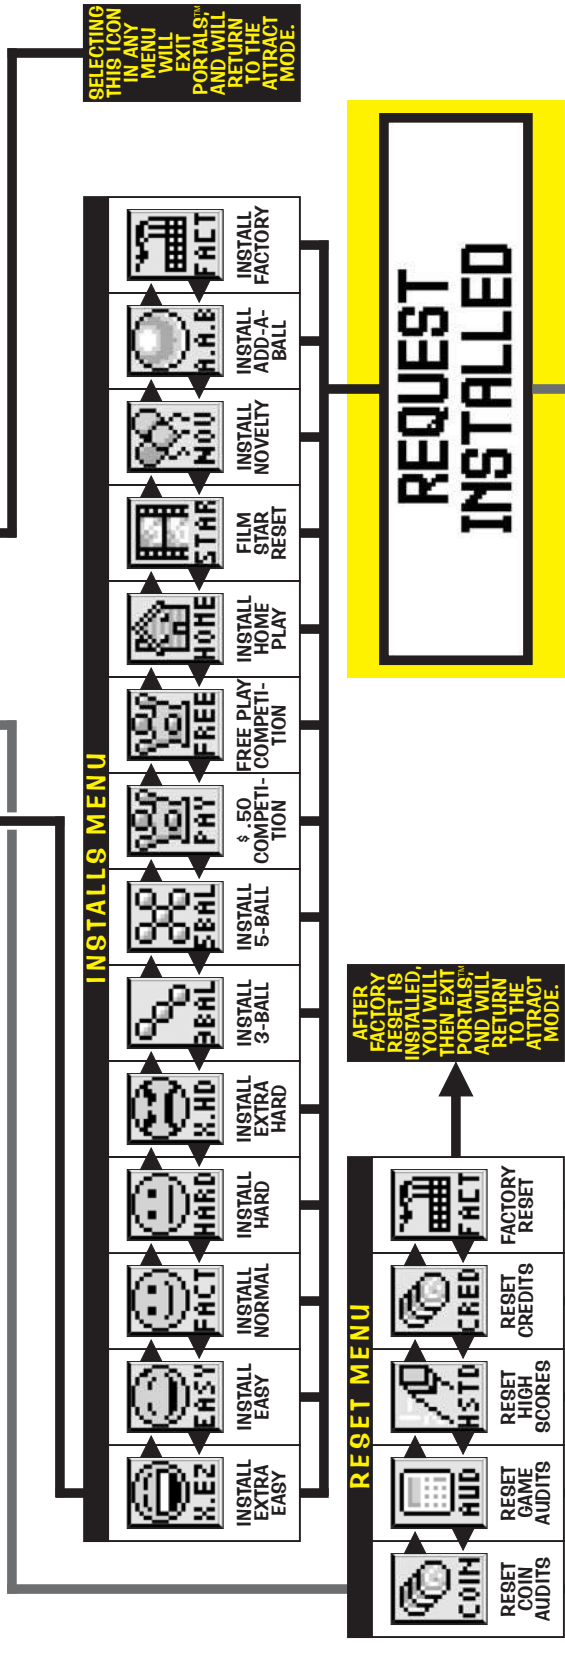 INSTALLS MENU
X.EZ
INSTALL
EXTRA
EASY
EASY
INSTALL
EASY
FACT
INSTALL
NORMAL
HARD
INSTALL
HARD
X.HD
INSTALL
EXTRA
HARD
3BAL
INSTALL
3-BALL
5BAL
INSTALL
5-BALL
PAY
$ .50
COMPETI-
TION
FREE
FREE PLAY
COMPETI-
TION
HOME
INSTALL
HOME
PLAY
STAR
FILM
STAR
RESET
NOV
INSTALL
NOVELTY
A.A.B
INSTALL
ADD-A-
BALL
FACT
INSTALL
FACTORY
SELECTING
THIS ICON
IN ANY
MENU
WILL
EXIT
PORTALS™,
AND WILL
RETURN
TO THE
ATTRACT
MODE.
RESET MENU
COIN
RESET
COIN
AUDITS
AUD
RESET
GAME
AUDITS
HSTD
RESET
HIGH
SCORES
CRED
RESET
CREDITS
FACT
FACTORY
RESET
AFTER
FACTORY
RESET IS
INSTALLED,
YOU WILL
THEN EXIT
PORTALS™,
AND WILL
RETURN
TO THE
ATTRACT
MODE.
REQUEST
INSTALLED